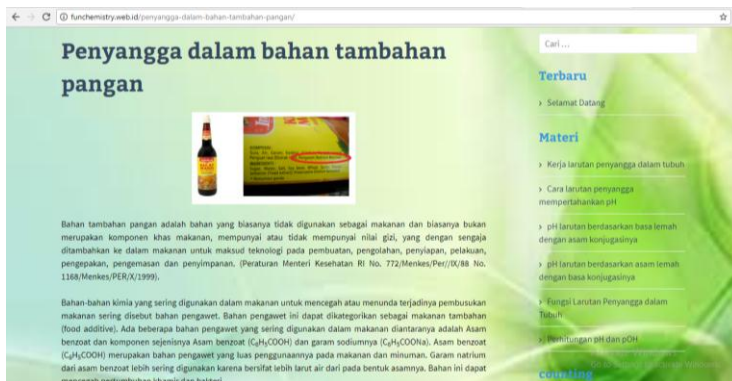 funchemistry.web.id/penyangga-dalam-bahan-tambahan-pangan/
Penyangga dalam bahan tambahan
pangan
Bahan tambahan pangan adalah bahan yang biasanya tidak digunakan sebagai makanan dan biasanya bukan
merupakan komponen khas makanan, mempunyai atau tidak mempunyai nilai gizi, yang dengan sengaja
ditambahkan ke dalam makanan untuk maksud teknologi pada pembuatan, pengolahan, penyiapan, pelakuan,
pengepakan, pengemasan dan penyimpanan. (Peraturan Menteri Kesehatan RI No. 772/Menkes/Per//IX/88 No.
1168/Menkes/PER/X/1999).
Bahan-bahan kimia yang sering digunakan dalam makanan untuk mencegah atau menunda terjadinya pembusukan
makanan sering disebut bahan pengawet. Bahan pengawet ini dapat dikategorikan sebagai makanan tambahan
(food additive). Ada beberapa bahan pengawet yang sering digunakan dalam makanan diantaranya adalah Asam
benzoat dan komponen sejenisnya Asam benzoat (C₆H₅COOH) dan garam sodiumnya (C₆H₅COONa). Asam benzoat
(C₆H₅COOH) merupakan bahan pengawet yang luas penggunaannya pada makanan dan minuman. Garam natrium
dari asam benzoat lebih sering digunakan karena bersifat lebih larut air dari pada bentuk asamnya. Bahan ini dapat
Cari ...
Terbaru
› Selamat Datang
Materi
› Kerja larutan penyangga dalam tubuh
› Cara larutan penyangga
mempertahankan pH
› pH larutan berdasarkan basa lemah
dengan asam konjugasinya
› pH larutan berdasarkan asam lemah
dengan basa konjugasinya
› Fungsi Larutan Penyangga dalam
Tubuh
› Perhitungan pH dan pOH
counting